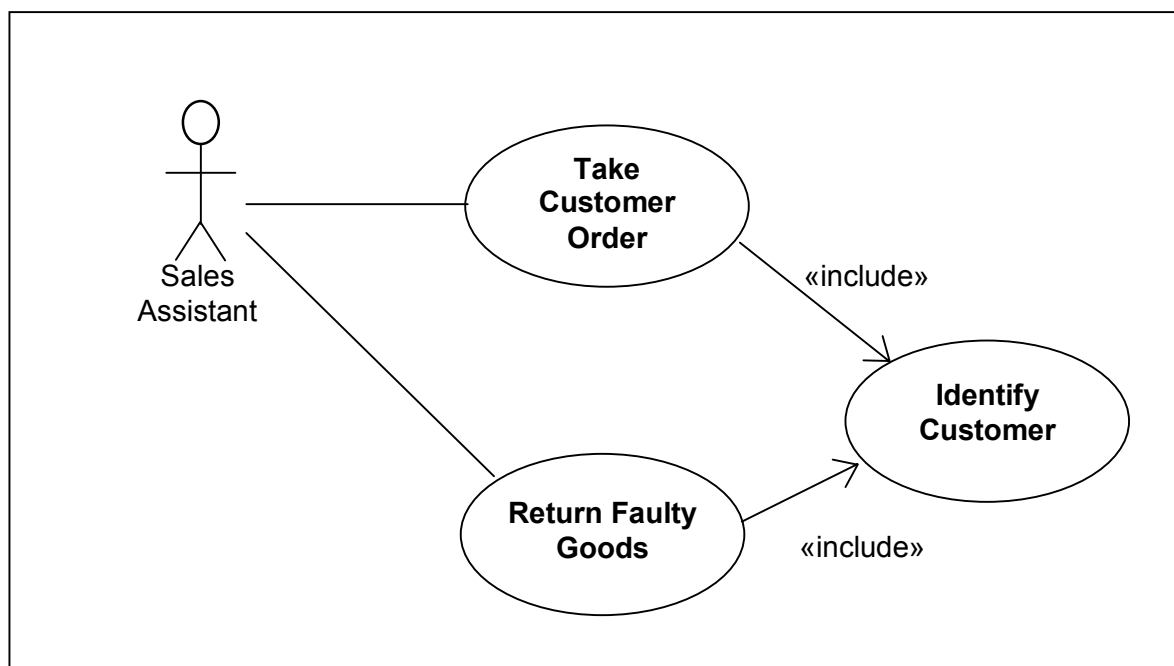 Take
Customer
Order
Sales
Assistant
«include»
Identify
Customer
Return Faulty
Goods
«include»